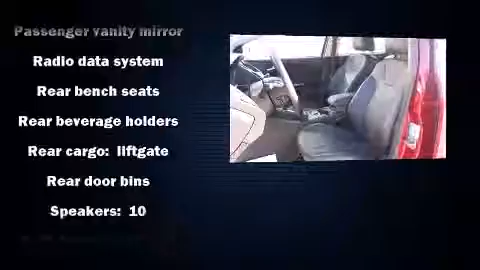 Passenger vanity mirror
Radio data system
Rear bench seats
Rear beverage holders
Rear cargo:  liftgate
Rear door bins
Speakers:  10